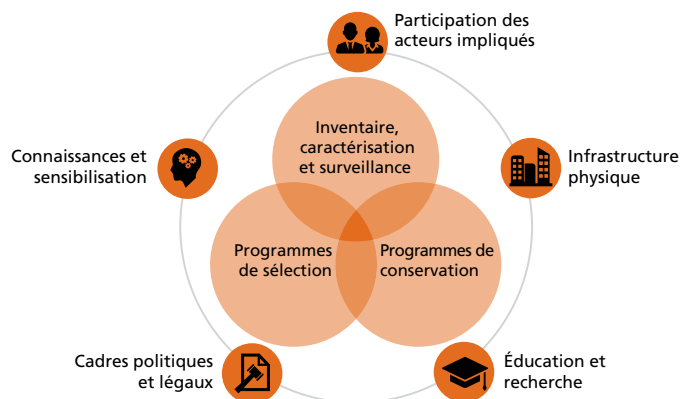 Participation des
acteurs impliqués
Inventaire,
caractérisation
et surveillance
Connaissances et
sensibilisation
Infrastructure
physique
Programmes
de sélection
Programmes de
conservation
Cadres politiques
et légaux
Éducation et
recherche